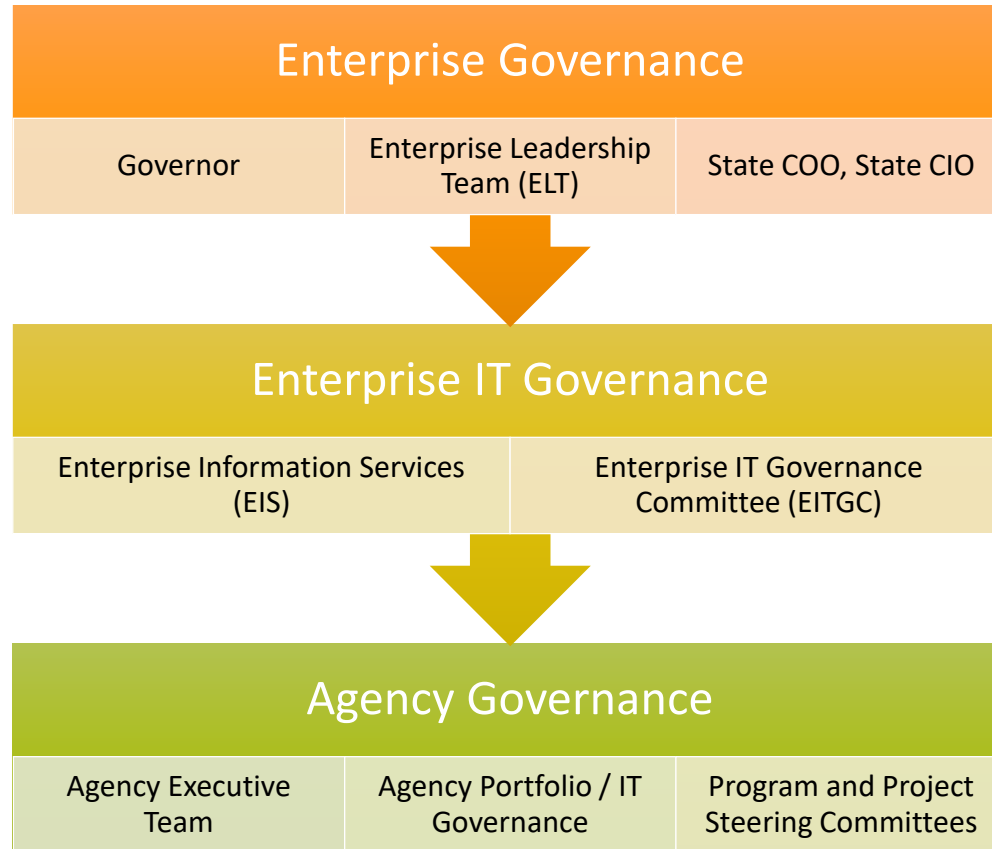 Enterprise Governance
Governor
Enterprise Leadership
Team (ELT)
State COO, State CIO
Enterprise IT Governance
Enterprise Information Services
(EIS)
Enterprise IT Governance
Committee (EITGC)
Agency Governance
Agency Executive
Team
Agency Portfolio / IT
Governance
Program and Project
Steering Committees